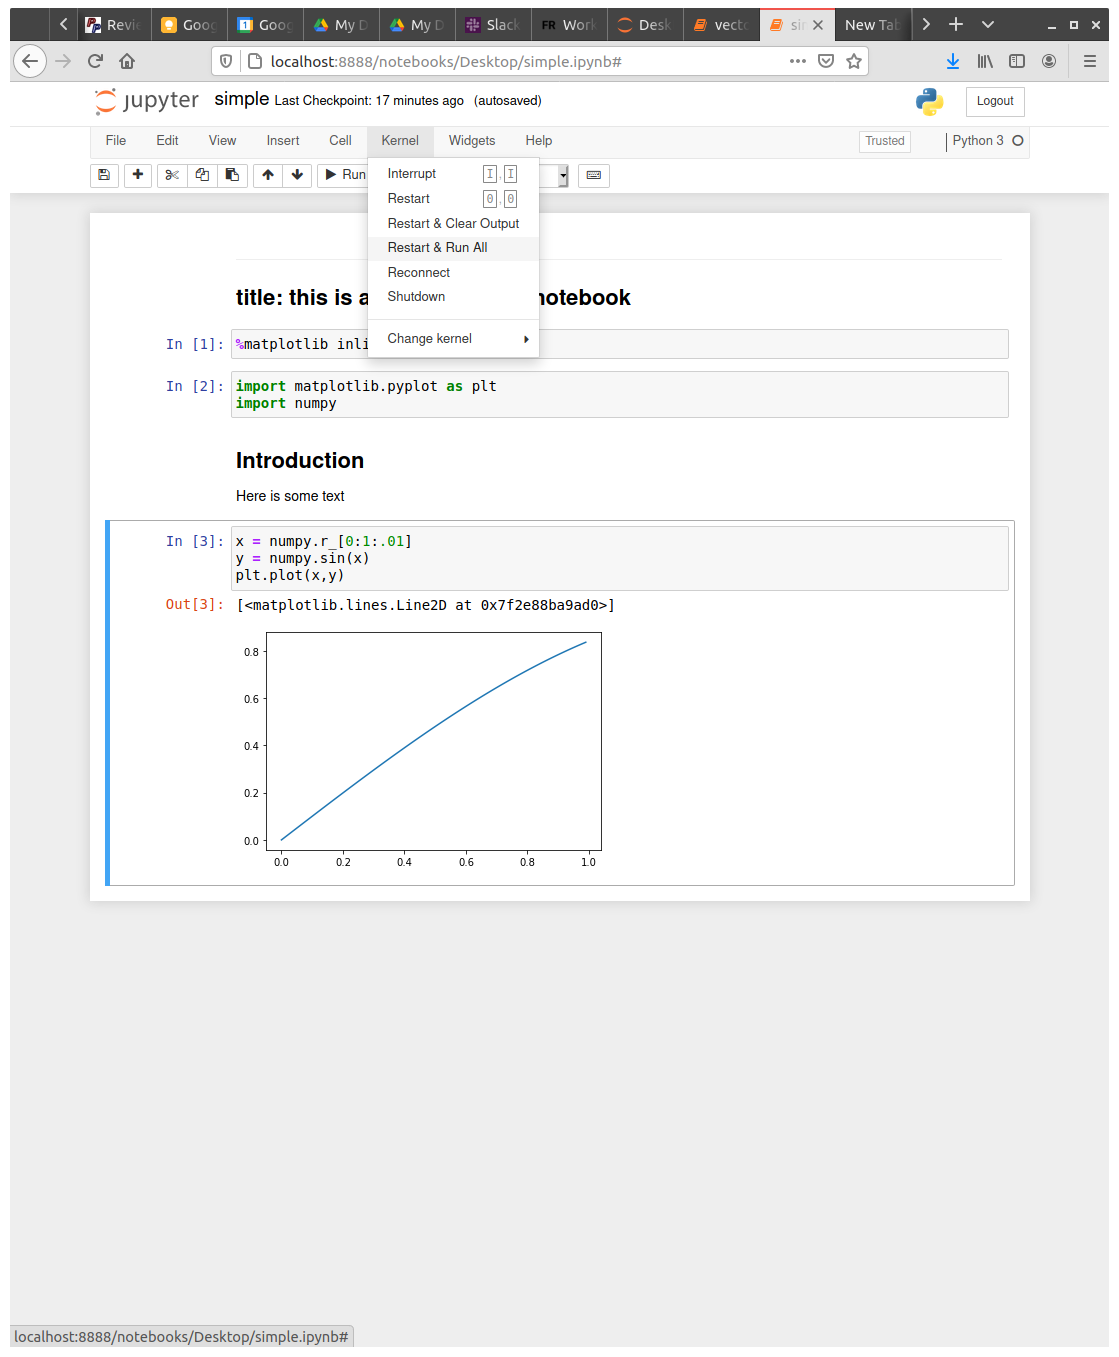 Revie Goog 1 Goog My D My D Slack FR Work Desk vecto sin New Tab
localhost:8888/notebooks/Desktop/simple.ipynb#
jupyter simple Last Checkpoint: 17 minutes ago (autosaved) Logout
File Edit View Insert Cell Kernel Widgets Help Trusted Python 3
Run
Interrupt I,I
Restart 0,0
Restart & Clear Output
Restart & Run All
Reconnect
Shutdown
Change kernel
title: this is a notebook
In [1]: %matplotlib inli
In [2]: import matplotlib.pyplot as plt
import numpy
Introduction
Here is some text
In [3]: x = numpy.r_[0:1:.01]
y = numpy.sin(x)
plt.plot(x,y)
Out[3]: [<matplotlib.lines.Line2D at 0x7f2e88ba9ad0>]
0.8
0.6
0.4
0.2
0.0
0.0 0.2 0.4 0.6 0.8 1.0
localhost:8888/notebooks/Desktop/simple.ipynb#